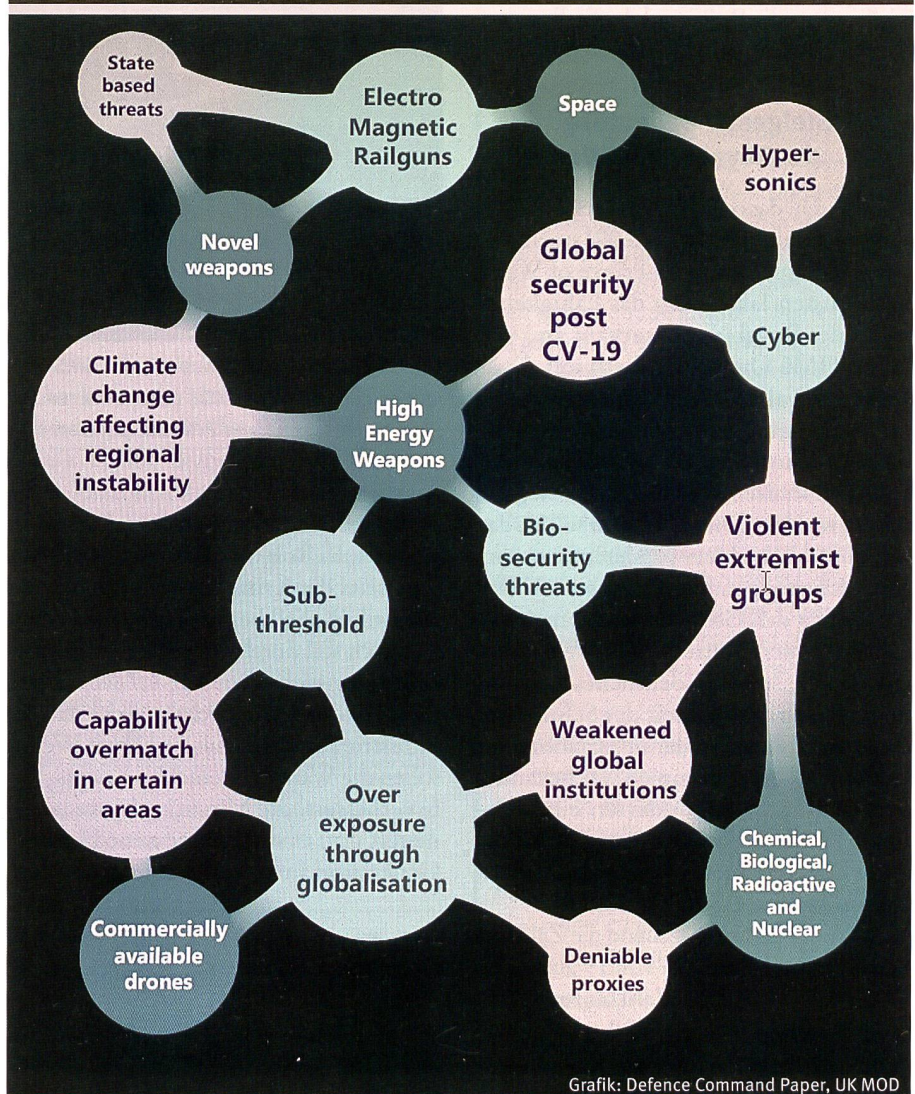 State
based
threats
Electro
Magnetic
Railguns
Space
Hyper-
sonics
Novel
weapons
Global
security
post
CV-19
Cyber
Climate
change
affecting
regional
instability
High
Energy
Weapons
Bio-
security
threats
Violent
extremist
groups
Sub-
threshold
Capability
overmatch
in certain
areas
Weakened
global
institutions
Over
exposure
through
globalisation
Chemical,
Biological,
Radioactive
and
Nuclear
Commercially
available
drones
Deniable
proxies
Grafik: Defence Command Paper, UK MOD